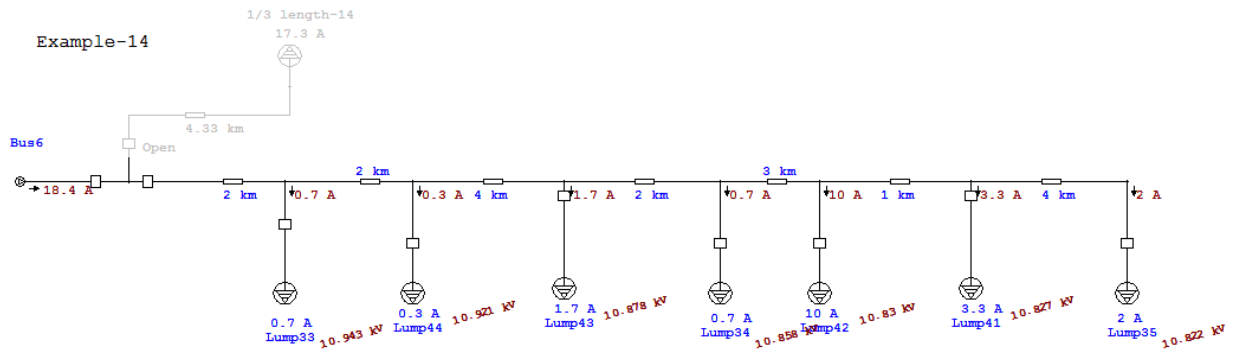 1/3 length-14
17.3 A
Example-14
4.33 km
Open
Bus6
18.4 A
2 km
0.7 A
2 km
0.3 A
4 km
1.7 A
2 km
0.7 A
3 km
10 A
1 km
3.3 A
4 km
2 A
0.7 A
Lump33
10.943 kV
0.3 A
Lump44
10.921 kV
1.7 A
Lump43
10.878 kV
0.7 A
Lump34
10.858 kV
10 A
Lump42
10.83 kV
3.3 A
Lump41
10.827 kV
2 A
Lump35
10.822 kV